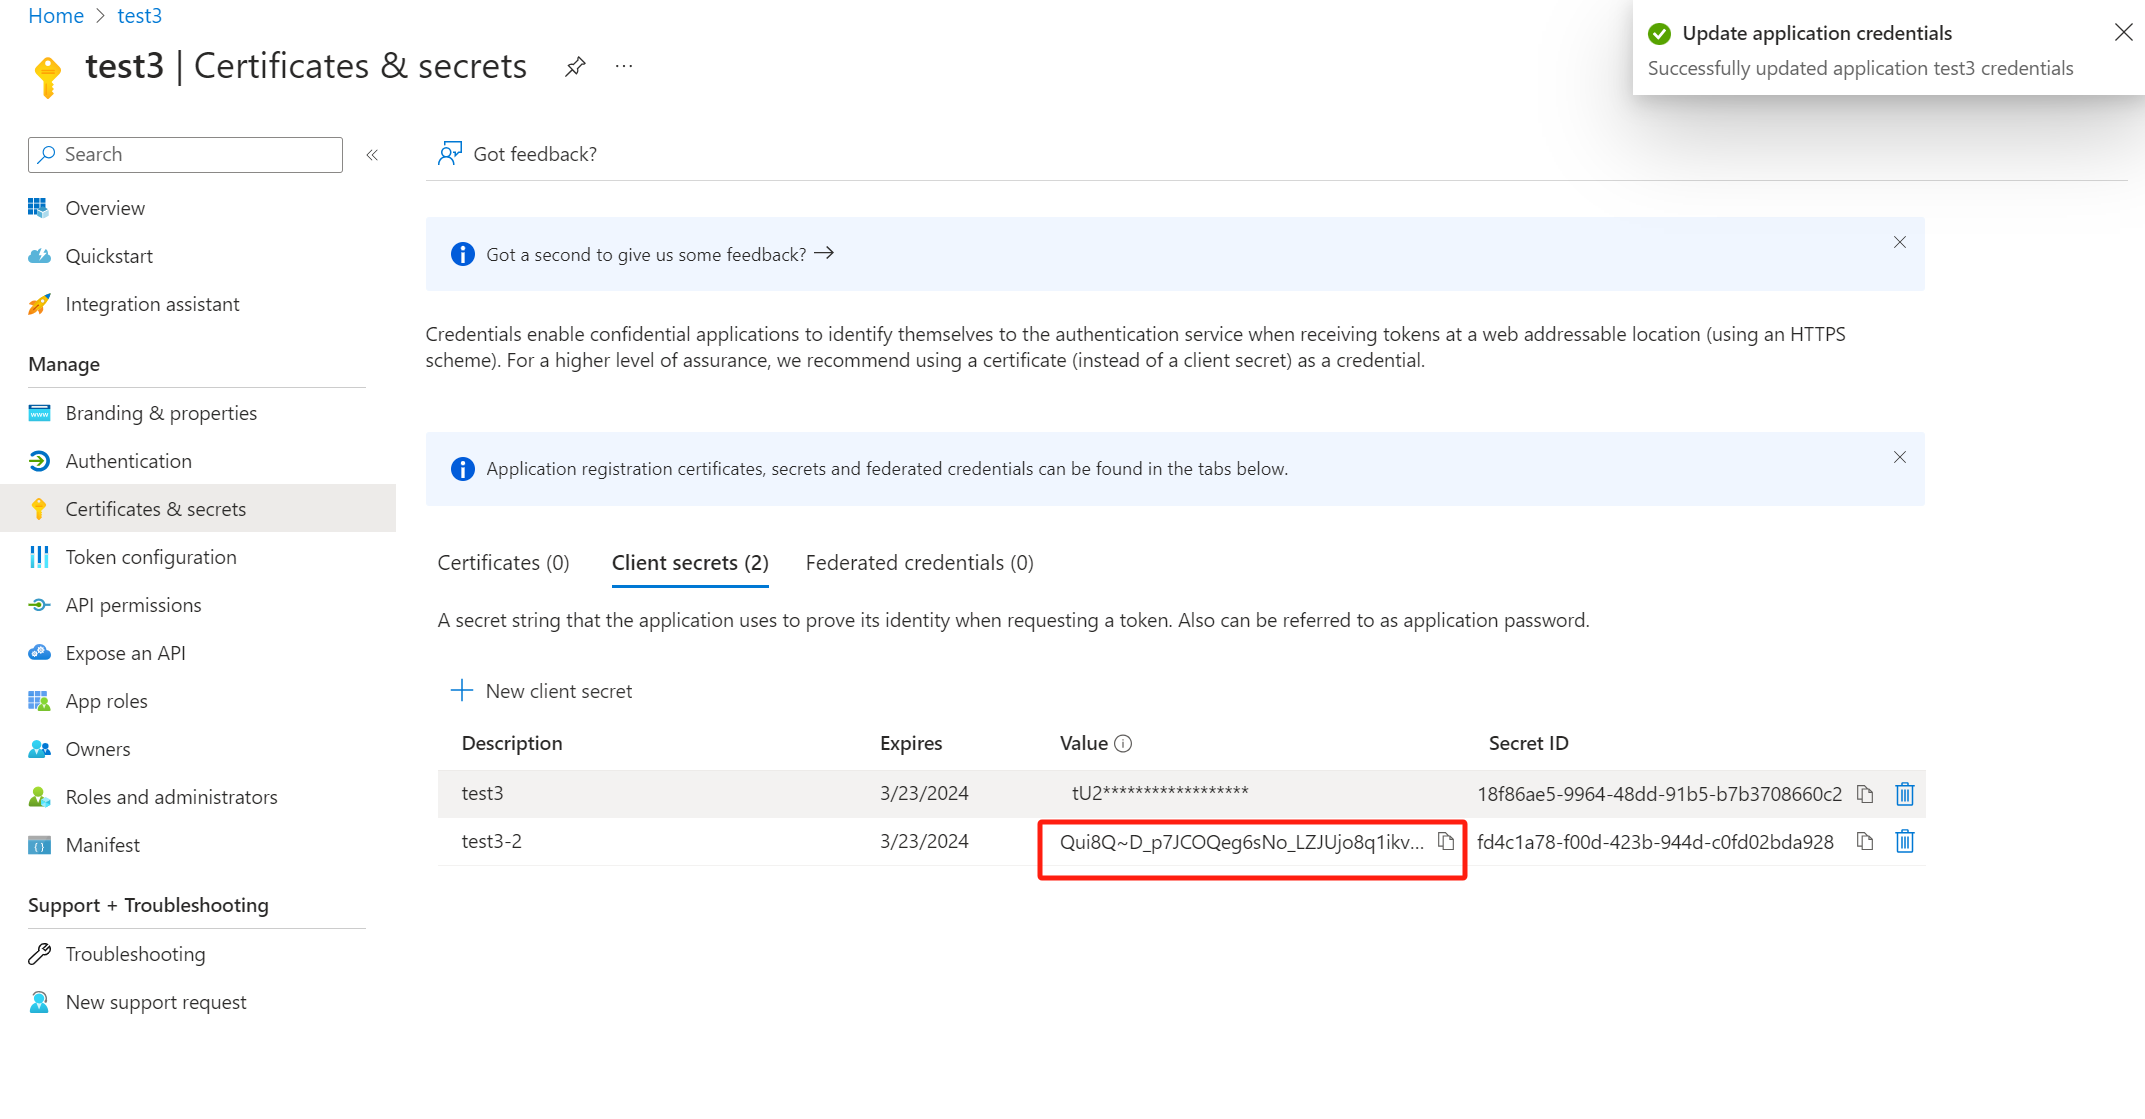 Home > test3
test3 | Certificates & secrets
...
Update application credentials
Successfully updated application test3 credentials
Search
«
Overview
Quickstart
Integration assistant
Manage
Branding & properties
Authentication
Certificates & secrets
Token configuration
API permissions
Expose an API
App roles
Owners
Roles and administrators
Manifest
Support + Troubleshooting
Troubleshooting
New support request
Got feedback?
Got a second to give us some feedback? →
Credentials enable confidential applications to identify themselves to the authentication service when receiving tokens at a web addressable location (using an HTTPS
scheme). For a higher level of assurance, we recommend using a certificate (instead of a client secret) as a credential.
Application registration certificates, secrets and federated credentials can be found in the tabs below.
Certificates (0) Client secrets (2) Federated credentials (0)
A secret string that the application uses to prove its identity when requesting a token. Also can be referred to as application password.
New client secret
Description Expires Value Secret ID
test3 3/23/2024 tU2****************** 18f86ae5-9964-48dd-91b5-b7b3708660c2
test3-2 3/23/2024 Qui8Q~D_p7JCOQeg6sNo_LZJUjo8q1ikv... fd4c1a78-f00d-423b-944d-c0fd02bda928